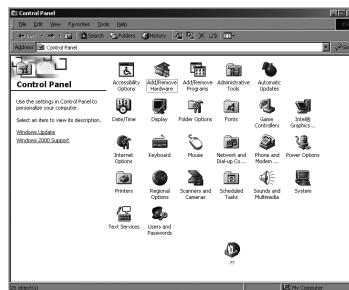 Control Panel
File Edit View Favorites Tools Help
Search Folders History
Address Control Panel Go
Control Panel
Use the settings in Control Panel to
personalize your computer.
Select an item to view its description.
Windows Update
Windows 2000 Support
Accessibility Options
Add/Remove Hardware
Add/Remove Programs
Administrative Tools
Automatic Updates
Date/Time
Display
Folder Options
Fonts
Game Controllers
Intel® Graphics...
Internet Options
Keyboard
Mouse
Network and Dial-up Co...
Phone and Modem ...
Power Options
Printers
Regional Options
Scanners and Cameras
Scheduled Tasks
Sounds and Multimedia
System
Text Services
Users and Passwords
??
object(s)
My Computer